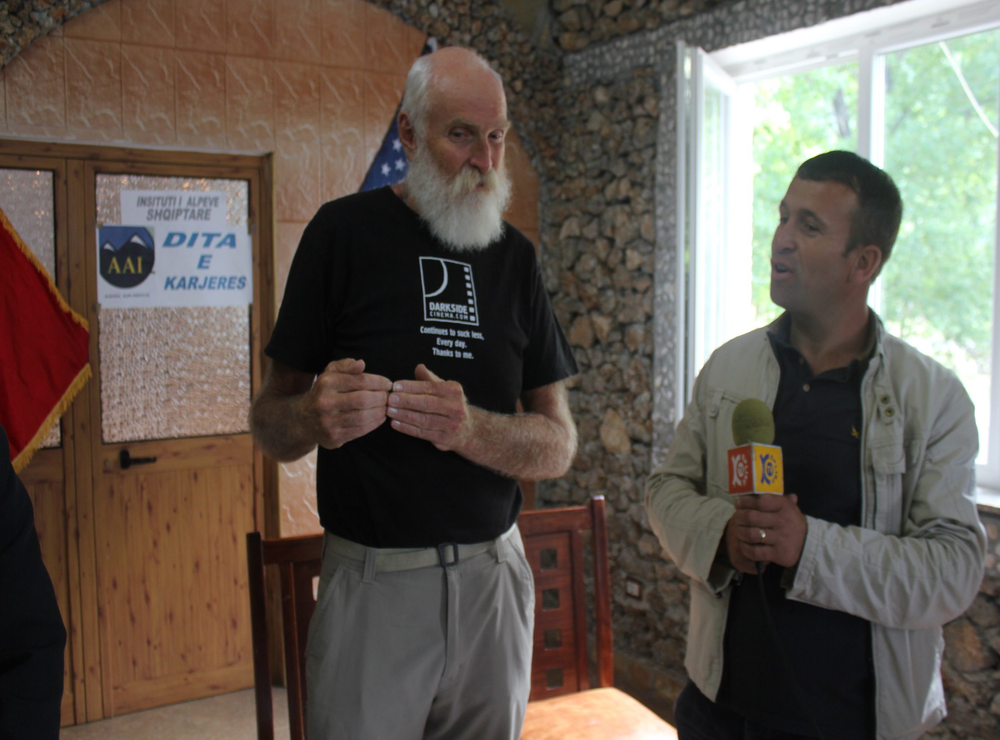 INSITUTI I ALPEVE
SHQIPTARE
AAI
DITA
E
KARJERES
DARKSIDE
CINEMA.COM
Continues to suck less,
Every day.
Thanks to me.